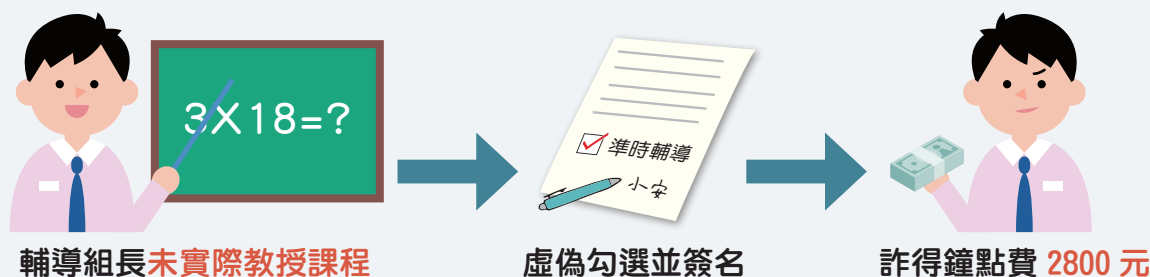 3X18=?
準時輔導
小安
輔導組長未實際教授課程
虛偽勾選並簽名
詐得鐘點費 2800 元